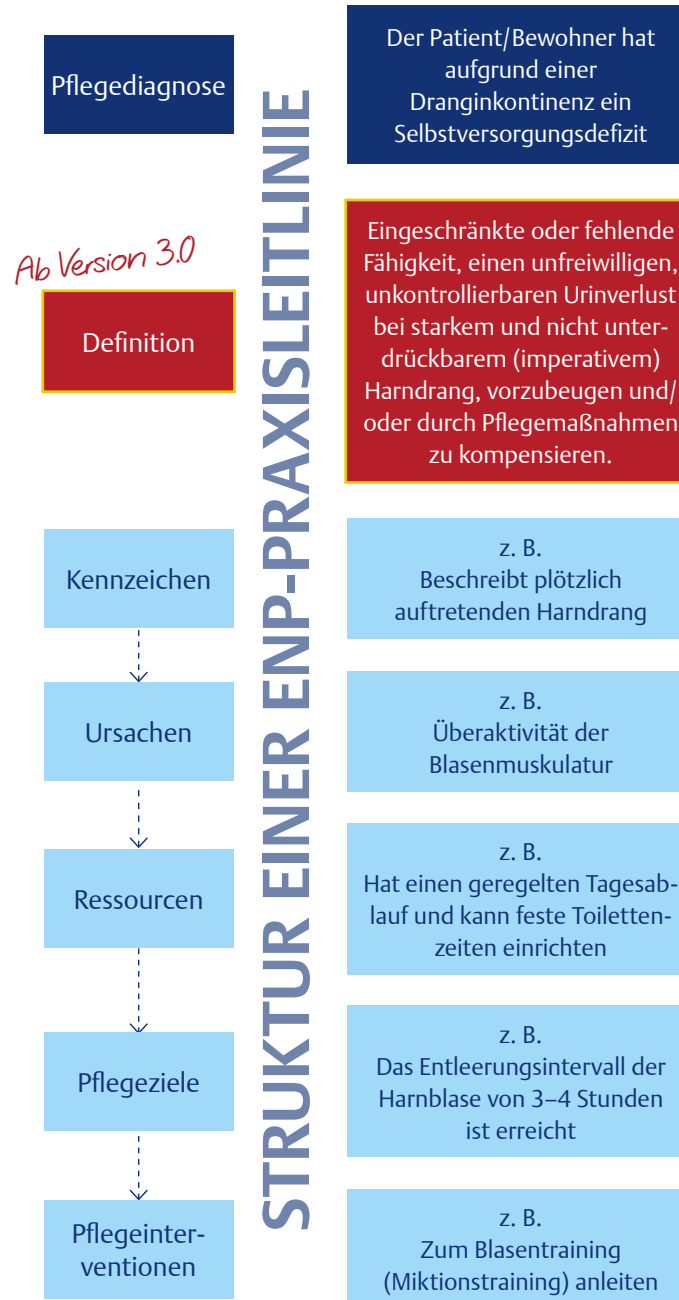 Pflegediagnose
Der Patient/Bewohner hat
aufgrund einer
Dranginkontinenz ein
Selbstversorgungsdefizit
STRUKTUR EINER ENP-PRAXISLEITLINIE
Ab Version 3.0
Definition
Eingeschränkte oder fehlende
Fähigkeit, einen unfreiwilligen,
unkontrollierbaren Urinverlust
bei starkem und nicht unter-
drückbarem (imperativem)
Harndrang, vorzubeugen und/
oder durch Pflegemaßnahmen
zu kompensieren.
Kennzeichen
z. B.
Beschreibt plötzlich
auftretenden Harndrang
Ursachen
z. B.
Überaktivität der
Blasenmuskulatur
Ressourcen
z. B.
Hat einen geregelten Tagesab-
lauf und kann feste Toiletten-
zeiten einrichten
Pflegeziele
z. B.
Das Entleerungsintervall der
Harnblase von 3–4 Stunden
ist erreicht
Pflegeinter-
ventionen
z. B.
Zum Blasentraining
(Miktionstraining) anleiten